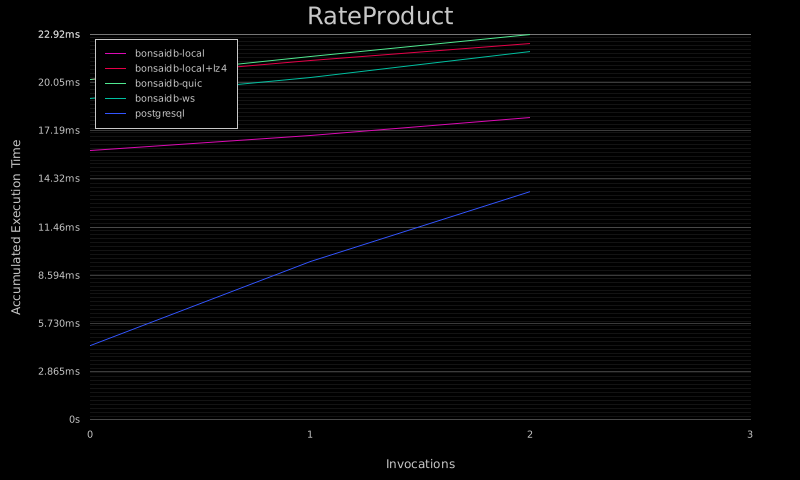 RateProduct
22.92ms
20.05ms
17.19ms
14.32ms
11.46ms
8.594ms
5.730ms
2.865ms
0s
Accumulated Execution Time
bonsaidb-local
bonsaidb-local+lz4
bonsaidb-quic
bonsaidb-ws
postgresql
0 1 2 3
Invocations